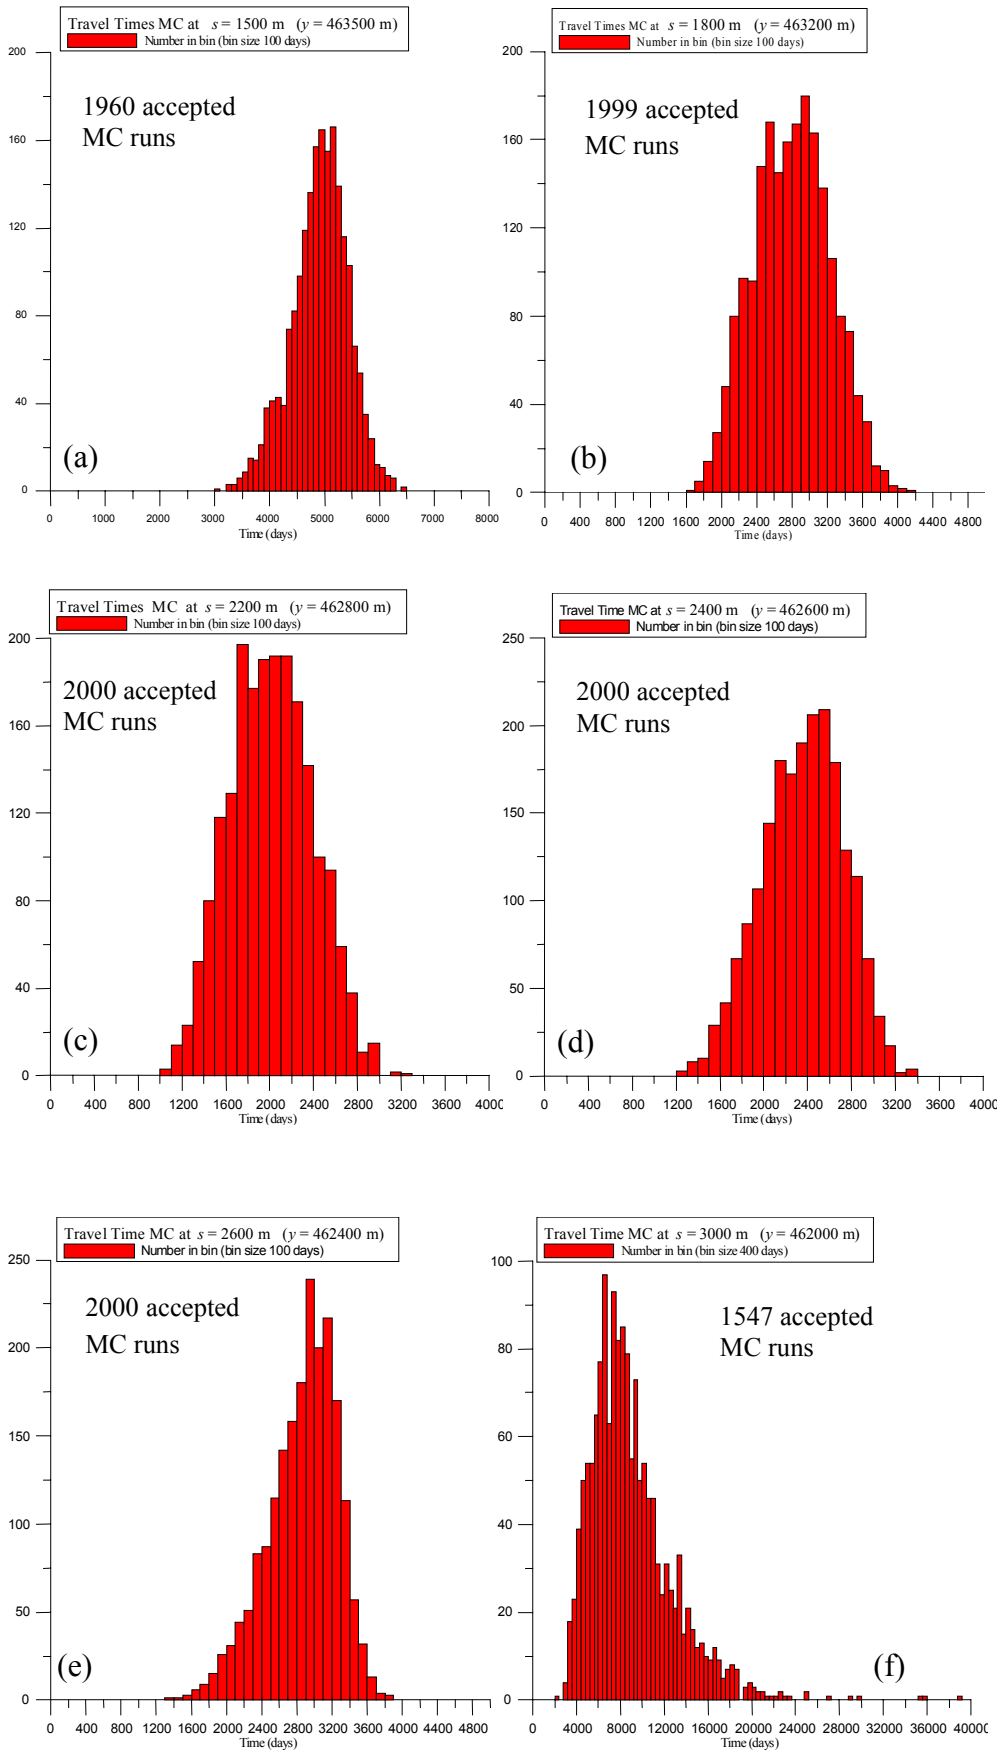 Travel Times MC at s = 1500 m (y = 463500 m)
Number in bin (bin size 100 days)
200
160
120
80
40
0
1960 accepted
MC runs
(a)
0 1000 2000 3000 4000 5000 6000 7000 8000
Time (days)
Travel Times MC at s = 1800 m (y = 463200 m)
Number in bin (bin size 100 days)
200
160
120
80
40
0
1999 accepted
MC runs
(b)
0 400 800 1200 1600 2000 2400 2800 3200 3600 4000 4400 4800
Time (days)
Travel Times MC at s = 2200 m (y = 462800 m)
Number in bin (bin size 100 days)
200
160
120
80
40
0
2000 accepted
MC runs
(c)
0 400 800 1200 1600 2000 2400 2800 3200 3600 4000
Time (days)
Travel Time MC at s = 2400 m (y = 462600 m)
Number in bin (bin size 100 days)
250
200
150
100
50
0
2000 accepted
MC runs
(d)
0 400 800 1200 1600 2000 2400 2800 3200 3600 4000
Time (days)
Travel Time MC at s = 2600 m (y = 462400 m)
Number in bin (bin size 100 days)
250
200
150
100
50
0
2000 accepted
MC runs
(e)
0 400 800 1200 1600 2000 2400 2800 3200 3600 4000 4400 4800
Time (days)
Travel Time MC at s = 3000 m (y = 462000 m)
Number in bin (bin size 400 days)
100
80
60
40
20
0
1547 accepted
MC runs
(f)
0 4000 8000 12000 16000 20000 24000 28000 32000 36000 40000
Time (days)